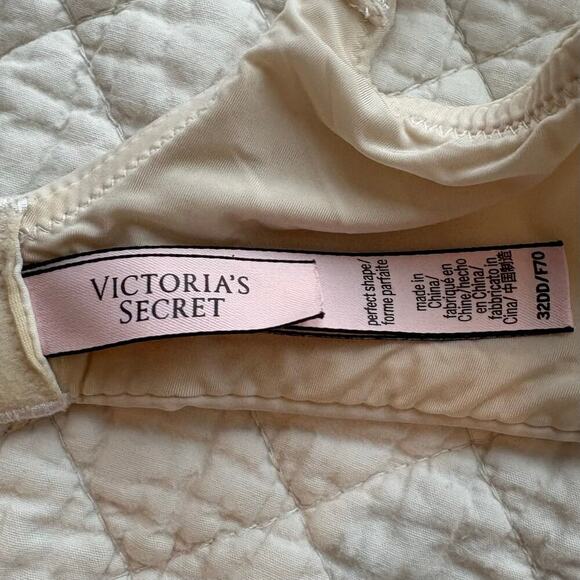 VICTORIA'S
SECRET
perfect shape/
forme parfaite
made in
China/
fabriqué en
Chine/hecho
en China/
fabbricato in
Cina/ 中国制造
32DD/F70